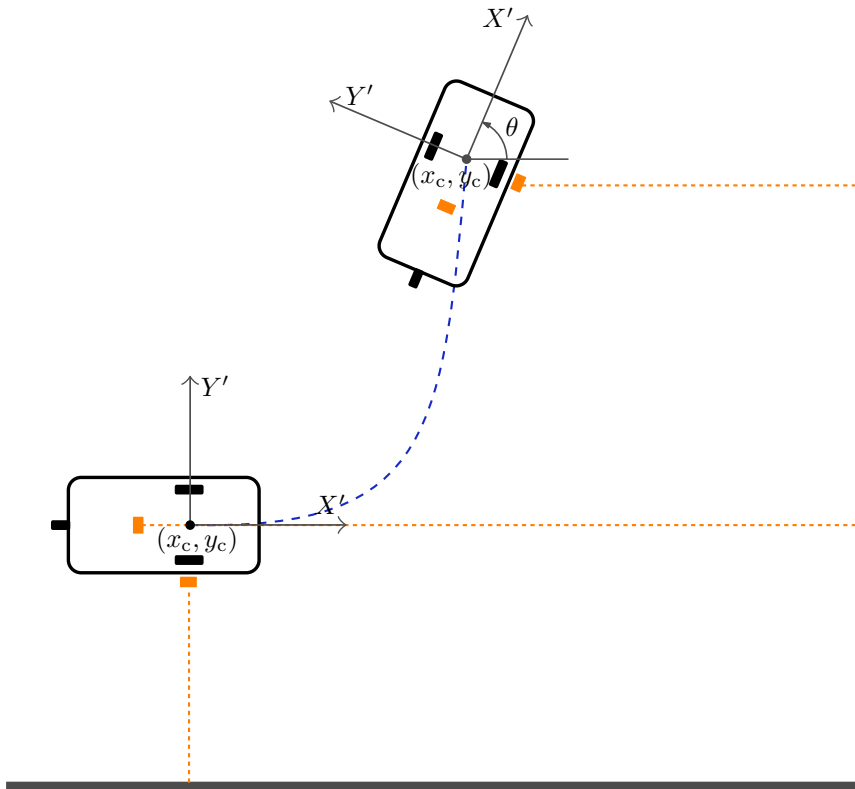 X′
Y′
θ
(x_c, y_c)
Y′
X′
(x_c, y_c)